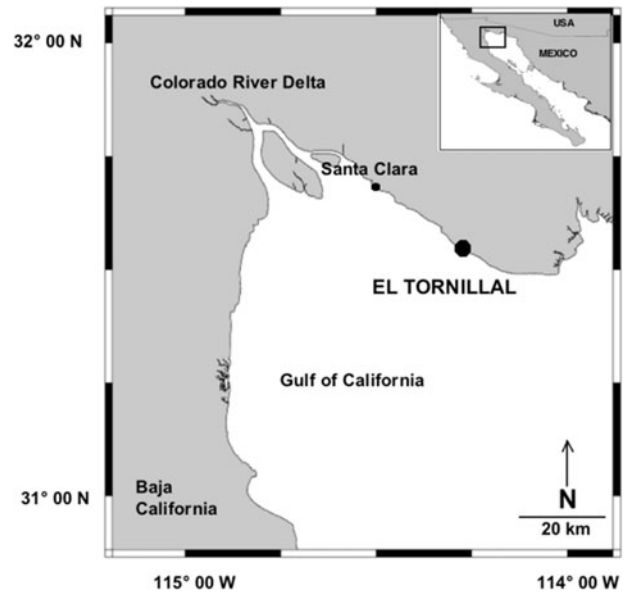 32° 00 N
USA
MEXICO
Colorado River Delta
Santa Clara
EL TORNILLAL
Gulf of California
31° 00 N
Baja
California
N
20 km
115° 00 W
114° 00 W